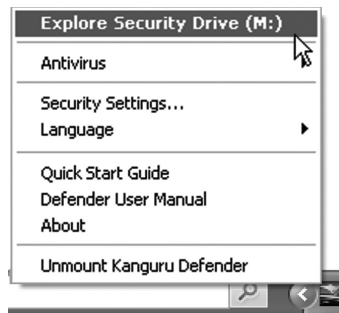 Explore Security Drive (M:)
Antivirus
Security Settings...
Language
Quick Start Guide
Defender User Manual
About
Unmount Kanguru Defender